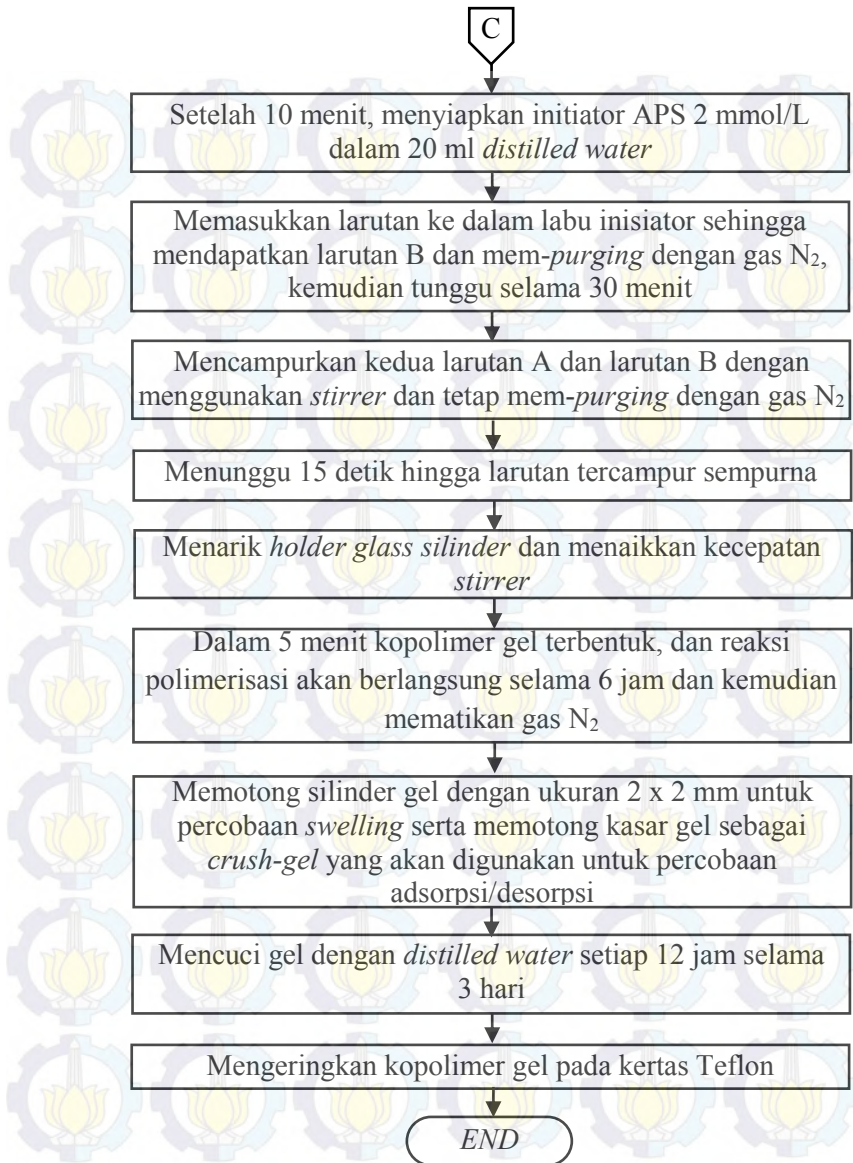 C
Setelah 10 menit, menyiapkan initiator APS 2 mmol/L
dalam 20 ml distilled water
Memasukkan larutan ke dalam labu inisiator sehingga
mendapatkan larutan B dan mem-purging dengan gas N₂,
kemudian tunggu selama 30 menit
Mencampurkan kedua larutan A dan larutan B dengan
menggunakan stirrer dan tetap mem-purging dengan gas N₂
Menunggu 15 detik hingga larutan tercampur sempurna
Menarik holder glass silinder dan menaikkan kecepatan
stirrer
Dalam 5 menit kopolimer gel terbentuk, dan reaksi
polimerisasi akan berlangsung selama 6 jam dan kemudian
mematikan gas N₂
Memotong silinder gel dengan ukuran 2 x 2 mm untuk
percobaan swelling serta memotong kasar gel sebagai
crush-gel yang akan digunakan untuk percobaan
adsorpsi/desorpsi
Mencuci gel dengan distilled water setiap 12 jam selama
3 hari
Mengeringkan kopolimer gel pada kertas Teflon
END